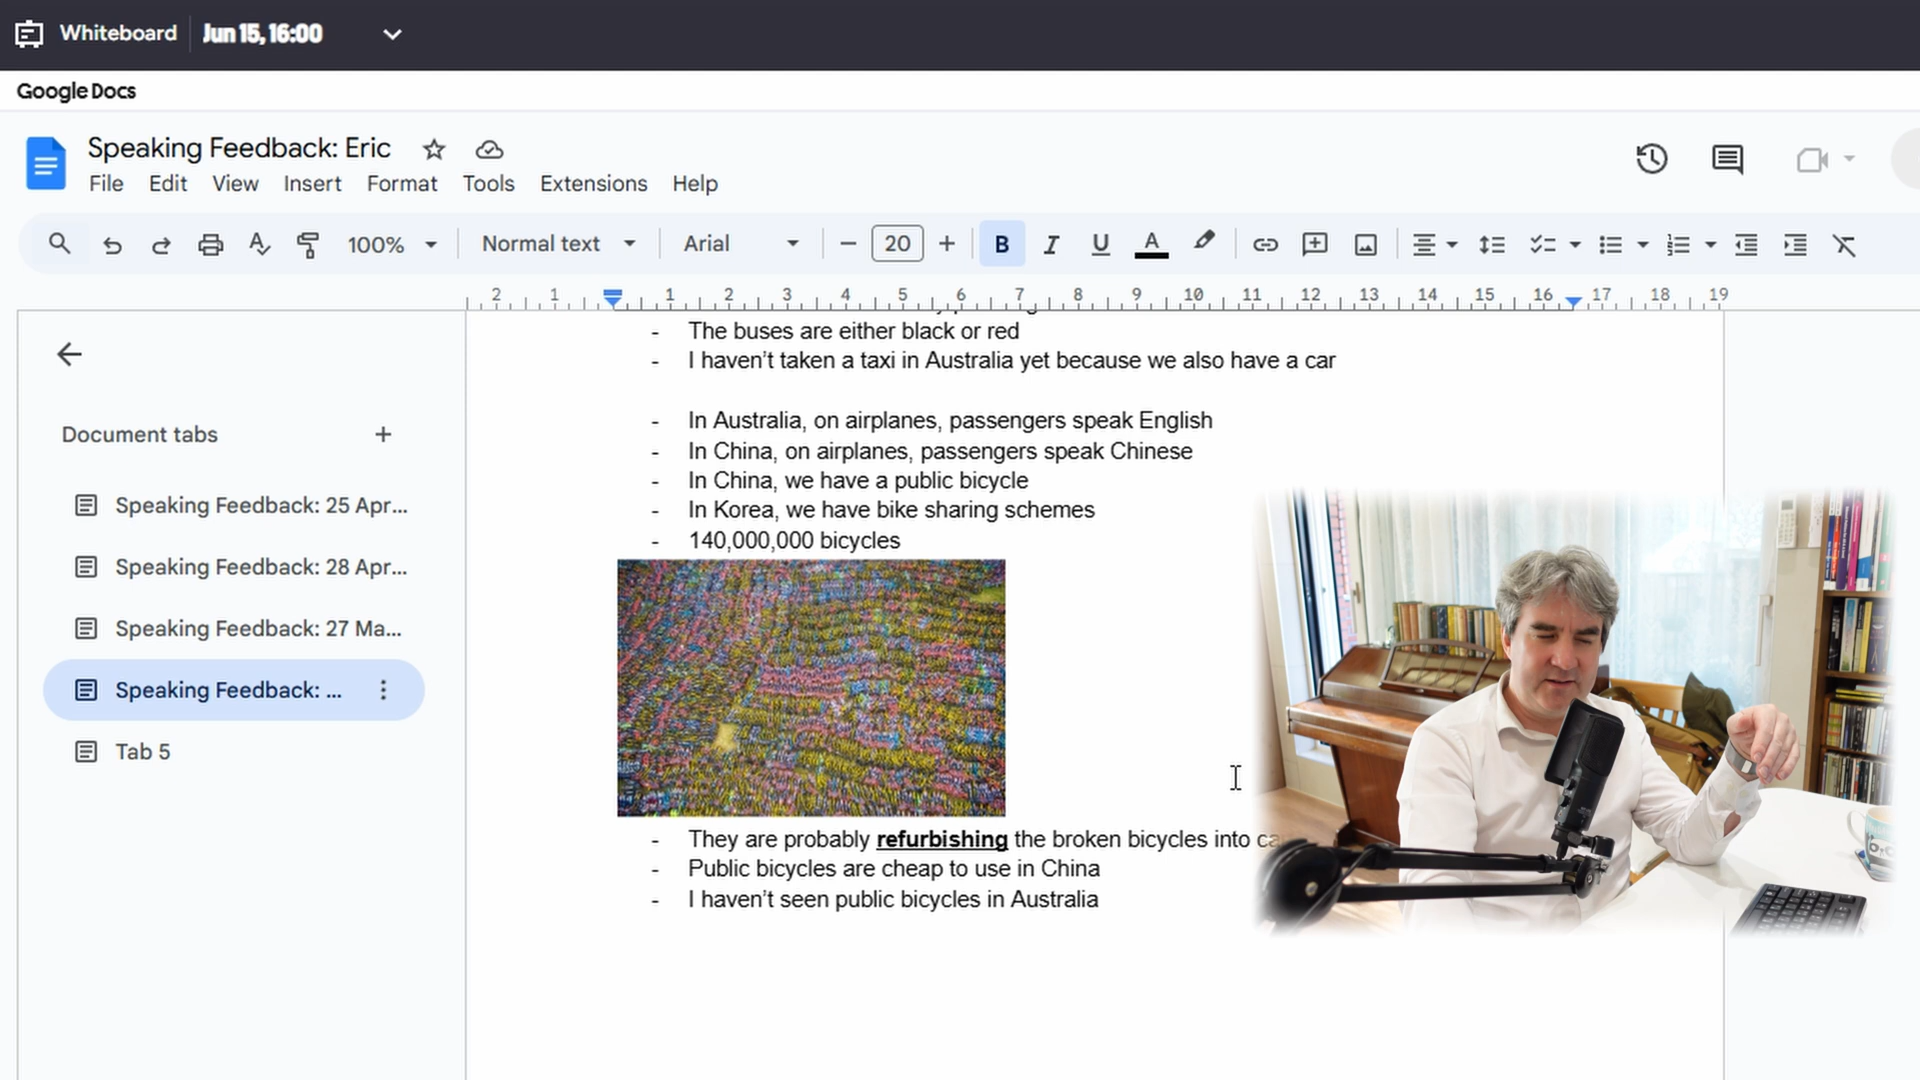 Whiteboard
Jun 15, 16:00
Google Docs
Speaking Feedback: Eric
File Edit View Insert Format Tools Extensions Help
100% Normal text Arial 20 B I U A
2 1 1 2 3 4 5 6 7 8 9 10 11 12 13 14 15 16 17 18 19
Document tabs
Speaking Feedback: 25 Apr...
Speaking Feedback: 28 Apr...
Speaking Feedback: 27 Ma...
Speaking Feedback: ...
Tab 5
- The buses are either black or red
- I haven't taken a taxi in Australia yet because we also have a car
- In Australia, on airplanes, passengers speak English
- In China, on airplanes, passengers speak Chinese
- In China, we have a public bicycle
- In Korea, we have bike sharing schemes
- 140,000,000 bicycles
- They are probably refurbishing the broken bicycles into
- Public bicycles are cheap to use in China
- I haven't seen public bicycles in Australia